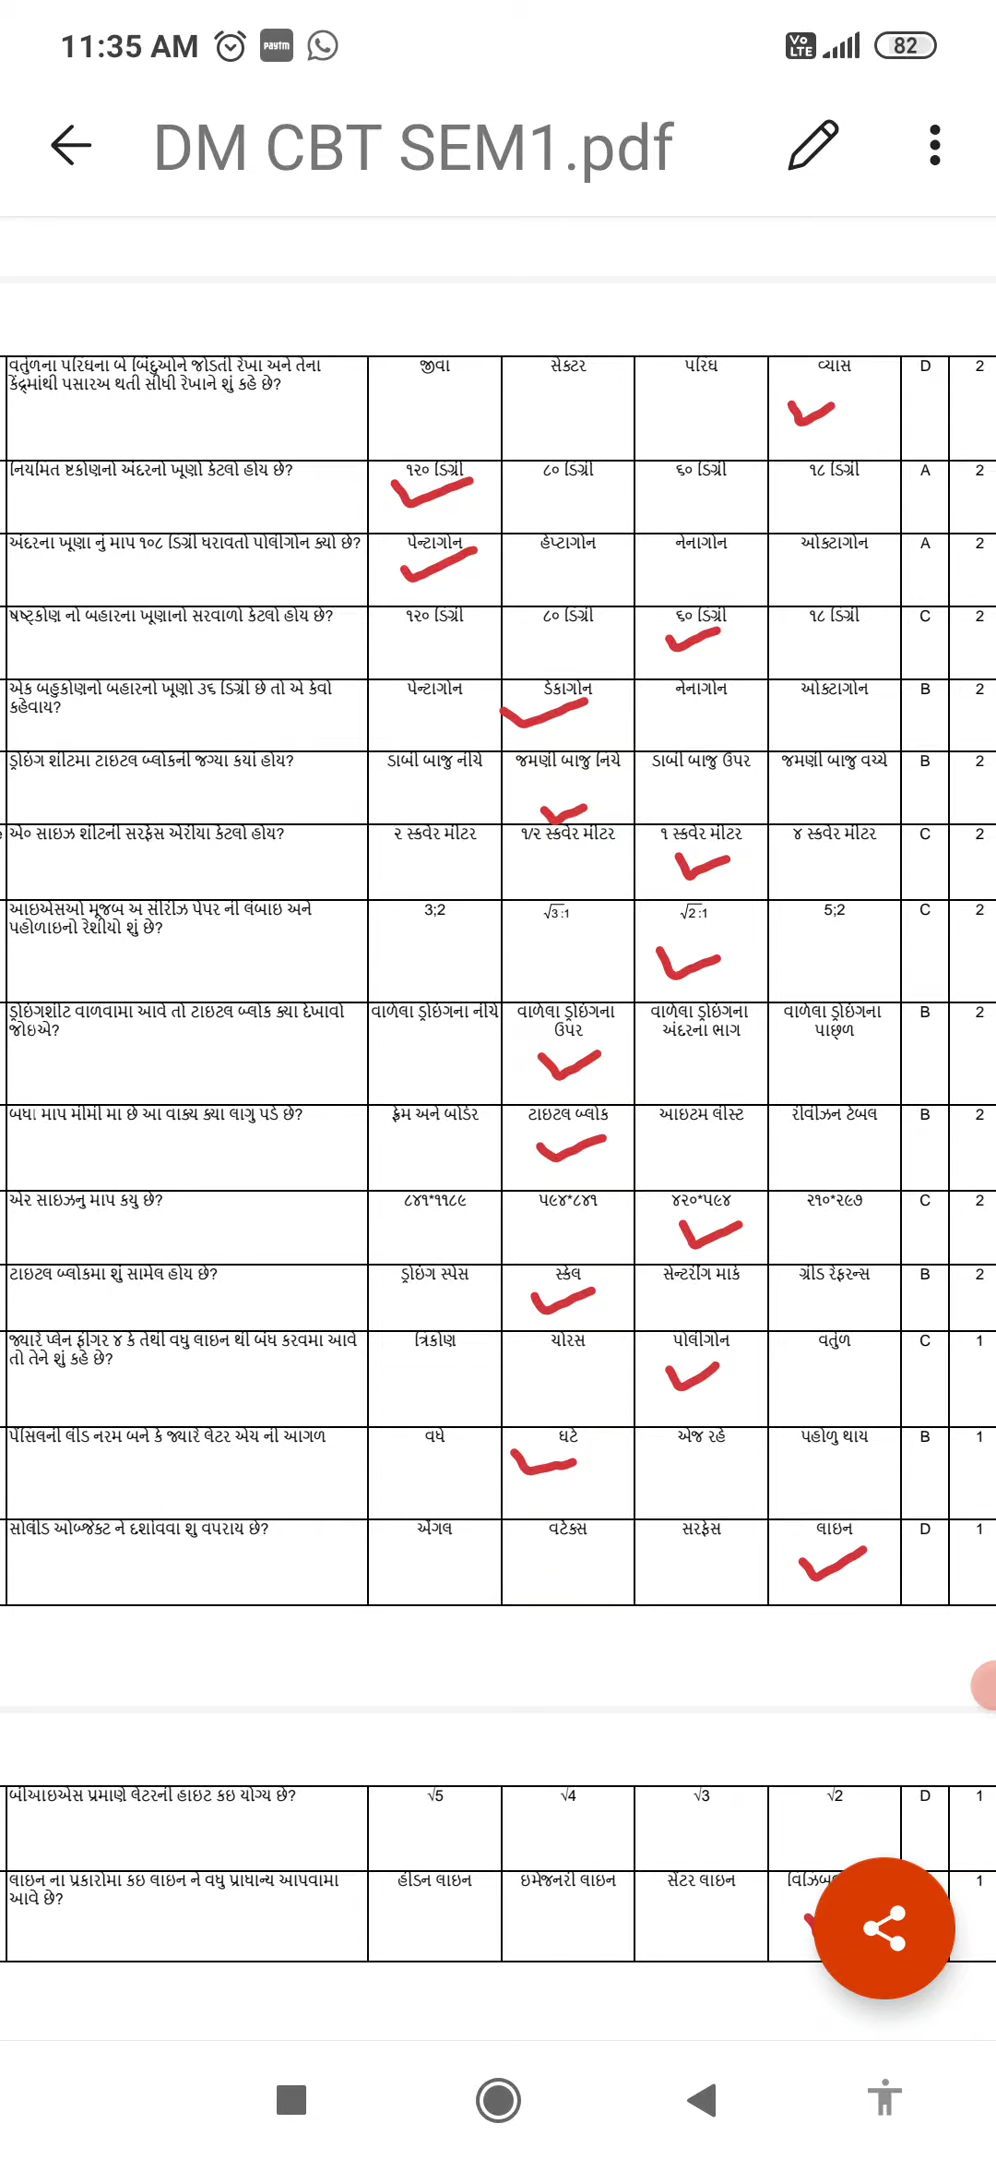 11:35 AM paytm Vo LTE 82
DM CBT SEM1.pdf
વર્તુળના પરિઘના બે બિંદુઓને જોડતી રેખા અને તેના
કેંદ્રમાંથી પસારઅ થતી સીધી રેખાને શું કહે છે?
જીવા સેક્ટર પરિઘ વ્યાસ D 2
નિયમિત ષ્ટકોણનો અંદરનો ખૂણો કેટલો હોય છે? ૧૨૦ ડિગ્રી ૮૦ ડિગ્રી ૬૦ ડિગ્રી ૧૮ ડિગ્રી A 2
અંદરના ખૂણા નું માપ ૧૦૮ ડિગ્રી ધરાવતો પોલીગોન ક્યો છે? પેન્ટાગોન હેપ્ટાગોન નેનાગોન ઓક્ટાગોન A 2
ષષ્ટ્કોણ નો બહારના ખૂણાનો સરવાળો કેટલો હોય છે? ૧૨૦ ડિગ્રી ૮૦ ડિગ્રી ૬૦ ડિગ્રી ૧૮ ડિગ્રી C 2
એક બહુકોણનો બહારનો ખૂણો ૩૬ ડિગ્રી છે તો એ કેવો
કહેવાય?
પેન્ટાગોન ડેકાગોન નેનાગોન ઓક્ટાગોન B 2
ડ્રોઇંગ શીટમા ટાઇટલ બ્લોકની જગ્યા કયાં હોય? ડાબી બાજુ નીચે જમણી બાજુ નિચે ડાબી બાજુ ઉપર જમણી બાજુ વચ્ચે B 2
એ૦ સાઇઝ શીટની સરફેસ એરીયા કેટલો હોય? ૨ સ્ક્વેર મીટર ૧/૨ સ્ક્વેર મીટર ૧ સ્ક્વેર મીટર ૪ સ્ક્વેર મીટર C 2
આઇએસઓ મૂજબ અ સીરીઝ પેપર ની લંબાઇ અને
પહોળાઇનો રેશીયો શું છે?
3;2 √3 :1 √2 :1 5;2 C 2
ડ્રોઇંગશીટ વાળવામા આવે તો ટાઇટલ બ્લોક ક્યા દેખાવો
જોઇએ?
વાળેલા ડ્રોઇંગના નીચે
વાળેલા ડ્રોઇંગના
ઉપર
વાળેલા ડ્રોઇંગના
અંદરના ભાગ
વાળેલા ડ્રોઇંગના
પાછ્ળ
B 2
બધા માપ મીમી મા છે આ વાક્ય ક્યા લાગુ પડે છે? ફ્રેમ અને બોર્ડર ટાઇટલ બ્લોક આઇટમ લીસ્ટ રીવીઝન ટેબલ B 2
એર સાઇઝનુ માપ કયુ છે? ૮૪૧*૧૧૮૯ ૫૯૪*૮૪૧ ૪૨૦*૫૯૪ ૨૧૦*૨૯૭ C 2
ટાઇટલ બ્લોકમા શું સામેલ હોય છે? ડ્રોઇંગ સ્પેસ સ્કેલ સેન્ટરીંગ માર્ક ગ્રીડ રેફરન્સ B 2
જ્યારે પ્લેન ફીગર ૪ કે તેથી વધુ લાઇન થી બંધ કરવમા આવે
તો તેને શું કહે છે?
ત્રિકોણ ચોરસ પોલીગોન વર્તુળ C 1
પેંસિલની લીડ નરમ બને કે જ્યારે લેટર એચ ની આગળ વધે ઘટે એજ રહે પહોળુ થાય B 1
સોલીડ ઓબ્જેક્ટ ને દર્શાવવા શુ વપરાય છે? એંગલ વર્ટેક્સ સરફેસ લાઇન D 1
બીઆઇએસ પ્રમાણે લેટરની હાઇટ કઇ યોગ્ય છે? √5 √4 √3 √2 D 1
લાઇન ના પ્રકારોમા કઇ લાઇન ને વધુ પ્રાધાન્ય આપવામા
આવે છે?
હીડન લાઇન ઇમેજનરી લાઇન સેંટર લાઇન 1